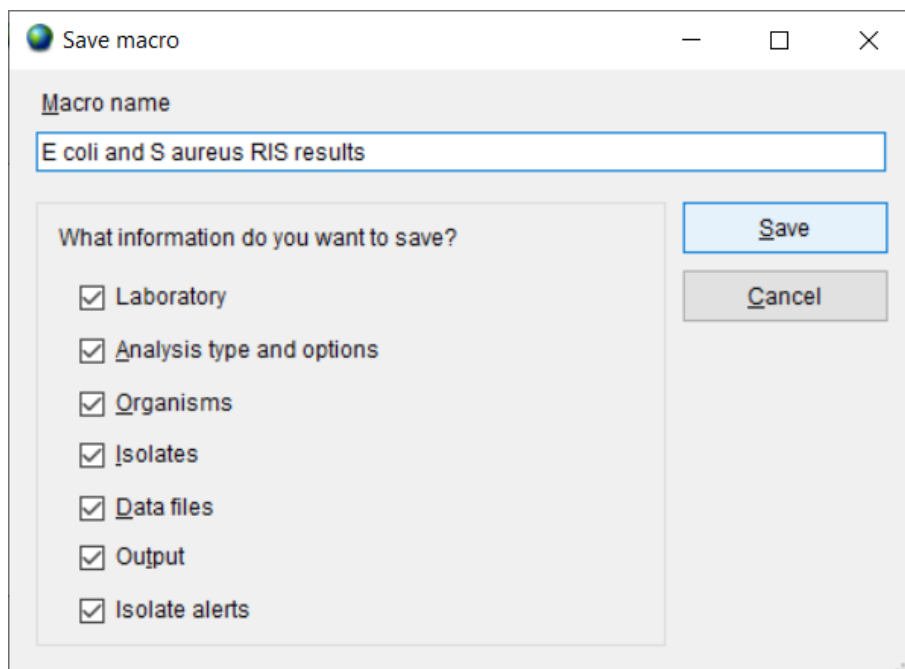 Save macro
Macro name
E coli and S aureus RIS results
What information do you want to save?
Save
Laboratory
Cancel
Analysis type and options
Organisms
Isolates
Data files
Output
Isolate alerts